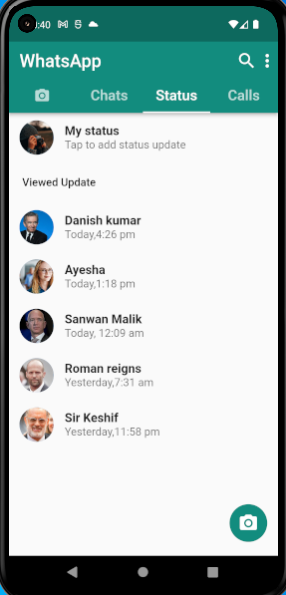 :40
WhatsApp
Chats Status Calls
My status
Tap to add status update
Viewed Update
Danish kumar
Today,4:26 pm
Ayesha
Today,1:18 pm
Sanwan Malik
Today, 12:09 am
Roman reigns
Yesterday,7:31 am
Sir Keshif
Yesterday,11:58 pm